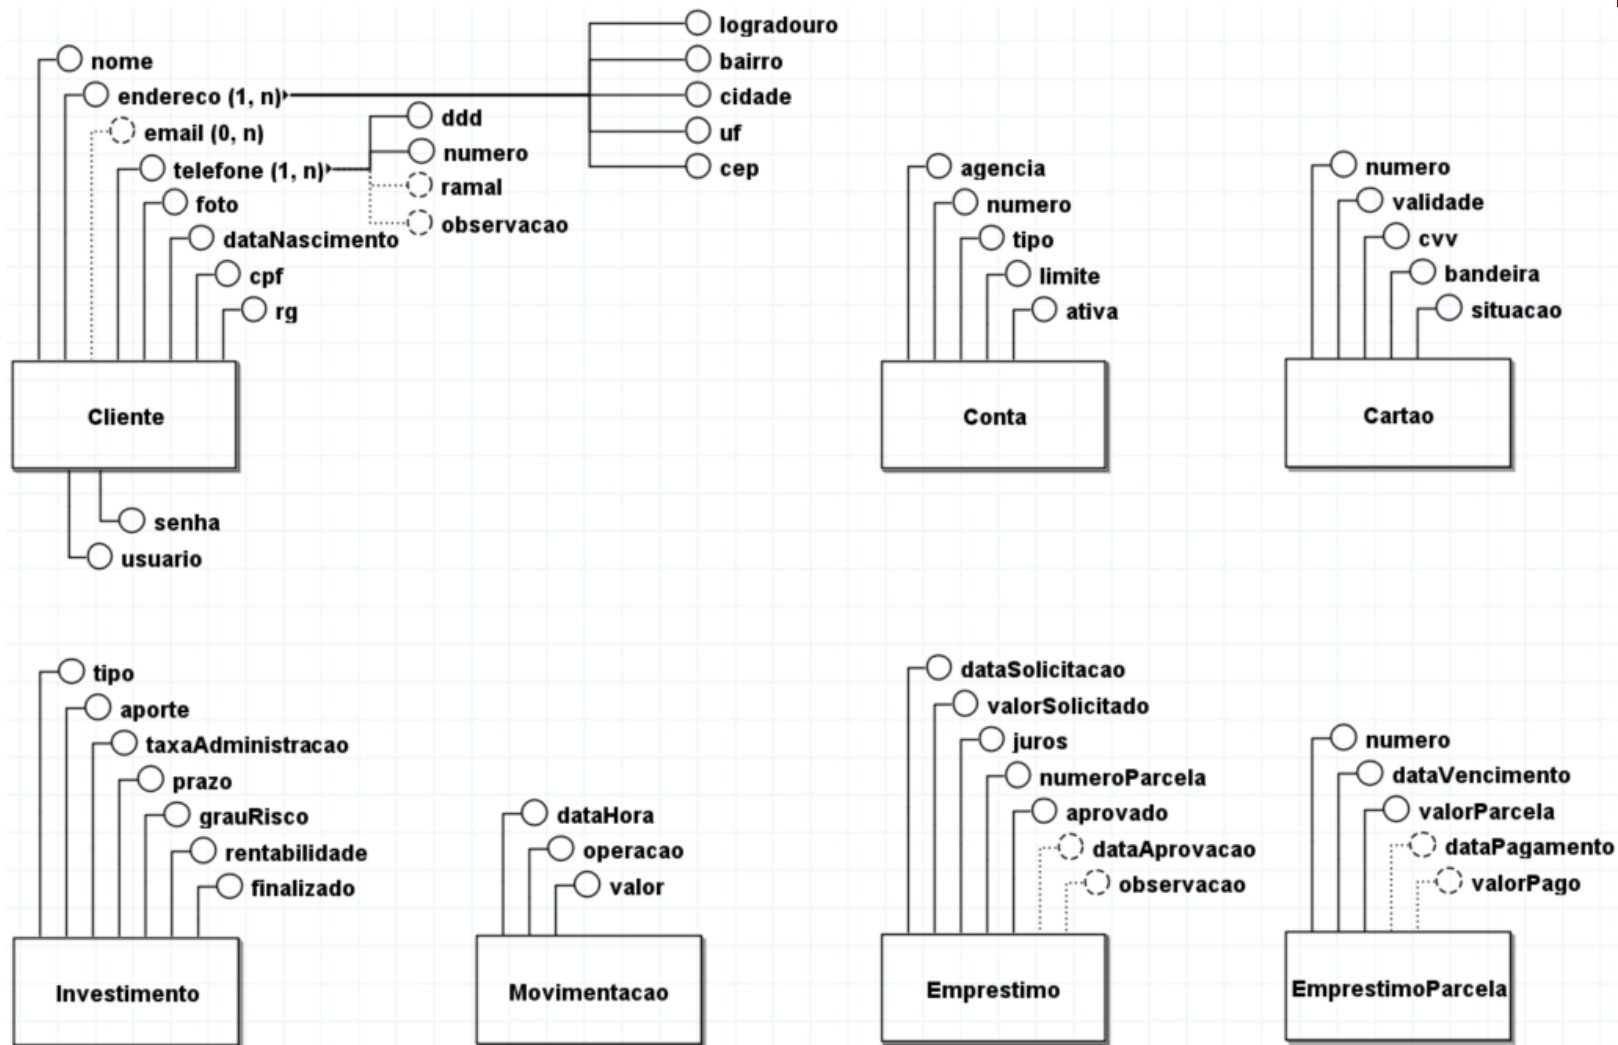 nome
endereco (1, n)
logradouro
bairro
cidade
uf
cep
email (0, n)
telefone (1, n)
ddd
numero
ramal
observacao
foto
dataNascimento
cpf
rg
Cliente
senha
usuario
agencia
numero
tipo
limite
ativa
Conta
numero
validade
cvv
bandeira
situacao
Cartao
tipo
aporte
taxaAdministracao
prazo
grauRisco
rentabilidade
finalizado
Investimento
dataHora
operacao
valor
Movimentacao
dataSolicitacao
valorSolicitado
juros
numeroParcela
aprovado
dataAprovacao
observacao
Emprestimo
numero
dataVencimento
valorParcela
dataPagamento
valorPago
EmprestimoParcela